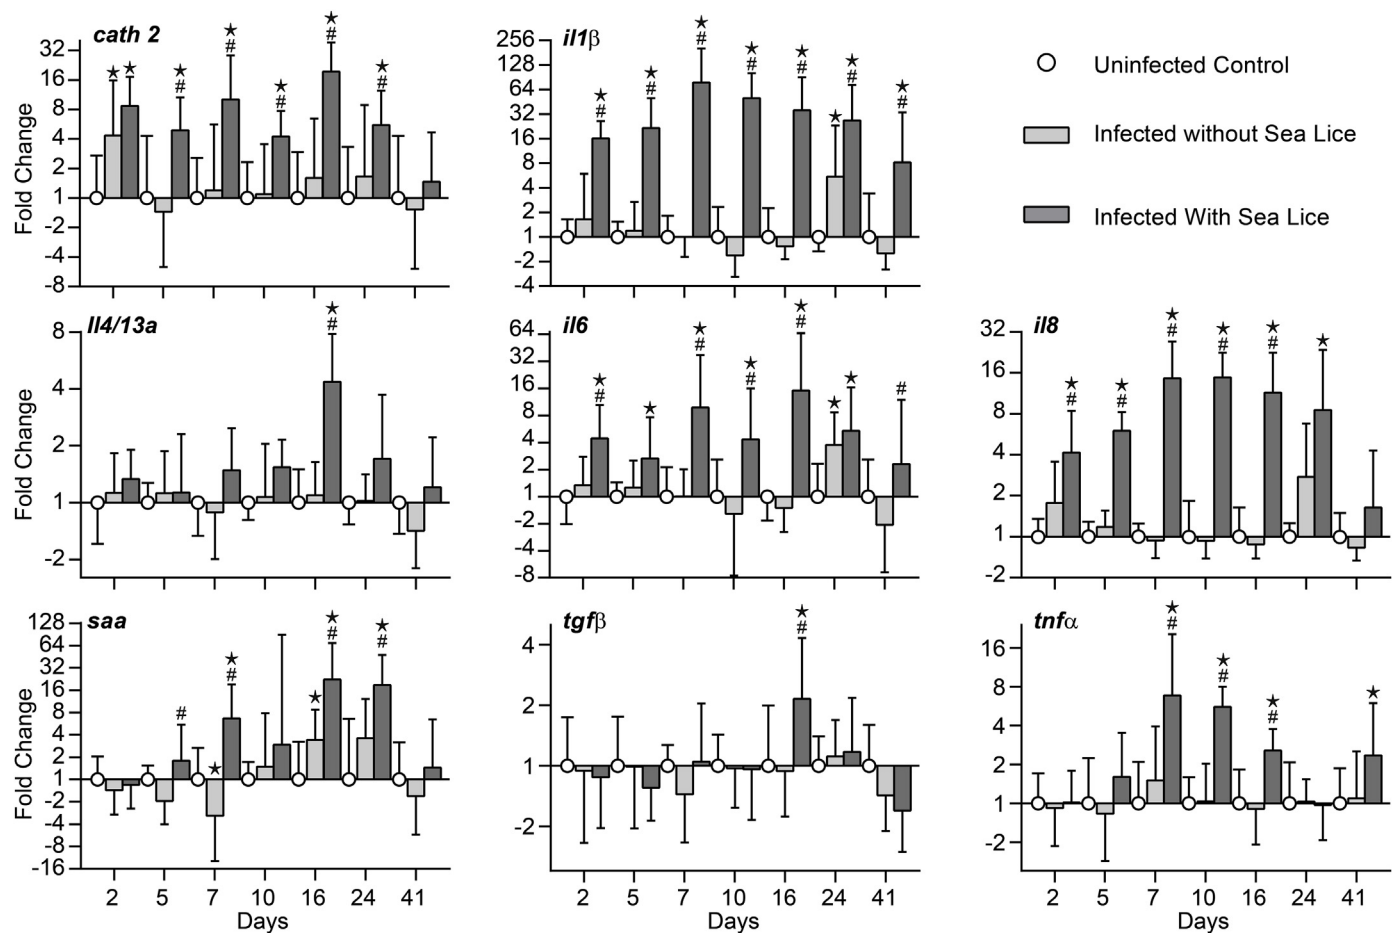 cath 2
★ ★ ★ # ★ # ★ # ★ # ★ #
32
16
8
4
2
1
-2
-4
-8
Fold Change
il1β
★ # ★ # ★ # ★ # ★ # ★ ★ # ★ #
256
128
64
32
16
8
4
2
1
-2
-4
Uninfected Control
Infected without Sea Lice
Infected With Sea Lice
Il4/13a
★ #
8
4
2
1
-2
Fold Change
il6
★ # ★ ★ # ★ # ★ # ★ ★ #
64
32
16
8
4
2
1
-2
-4
-8
il8
★ # ★ # ★ # ★ # ★ # ★
32
16
8
4
2
1
-2
saa
# ★ ★ # ★ ★ # ★ #
128
64
32
16
8
4
2
1
-2
-4
-8
-16
Fold Change
2 5 7 10 16 24 41
Days
tgfβ
★ #
4
2
1
-2
2 5 7 10 16 24 41
Days
tnfα
★ # ★ # ★ # ★
16
8
4
2
1
-2
2 5 7 10 16 24 41
Days